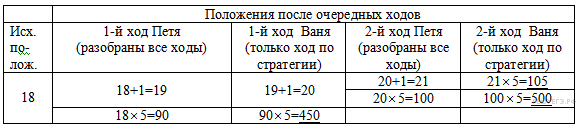 Положения после очередных ходов
Исх. по-лож.
1-й ход Петя
(разобраны все ходы)
1-й ход Ваня
(только ход по
стратегии)
2-й ход Петя
(разобраны все
ходы)
2-й ход Ваня
(только ход по
стратегии)
18
18+1=19
19+1=20
20+1=21
21×5=105
20×5=100
100×5=500
18×5=90
90×5=450